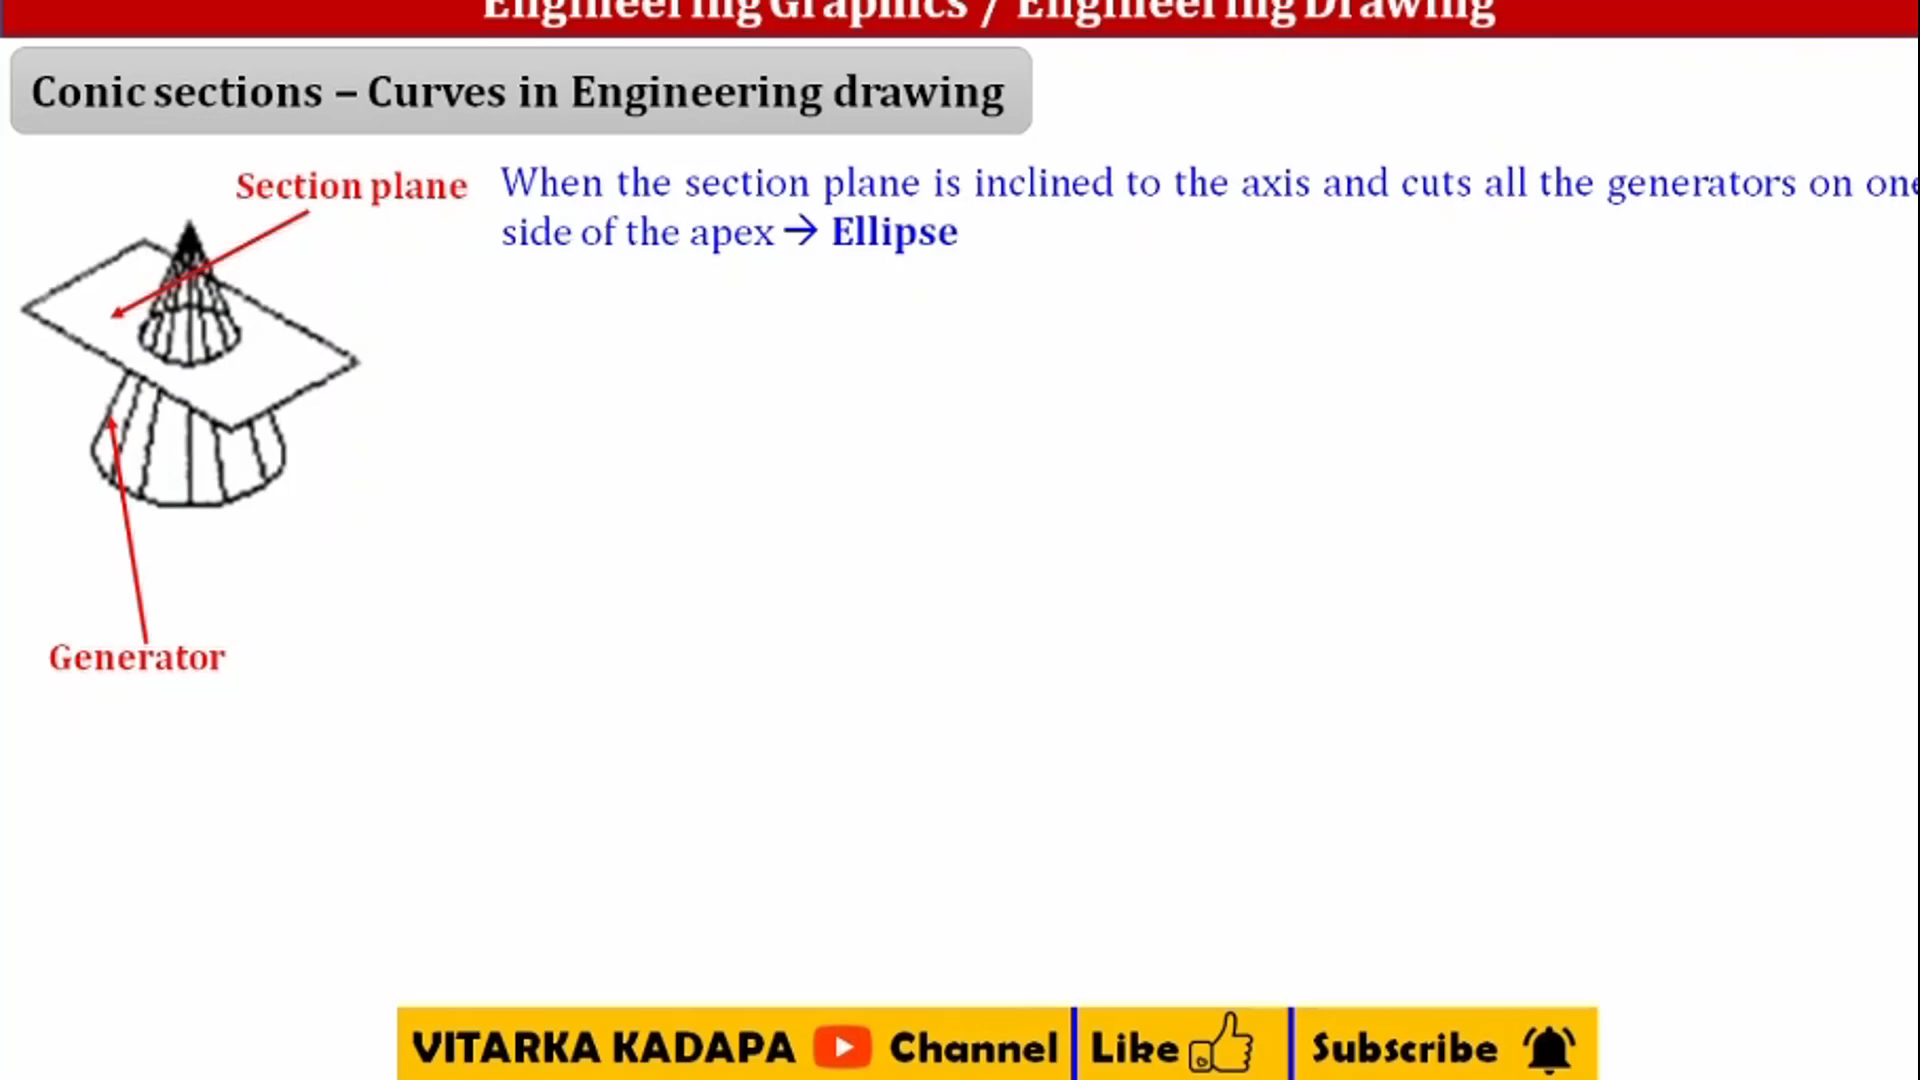 Engineering Graphics / Engineering Drawing
Conic sections – Curves in Engineering drawing
Section plane
When the section plane is inclined to the axis and cuts all the generators on one
side of the apex → Ellipse
Generator
VITARKA KADAPA Channel Like Subscribe